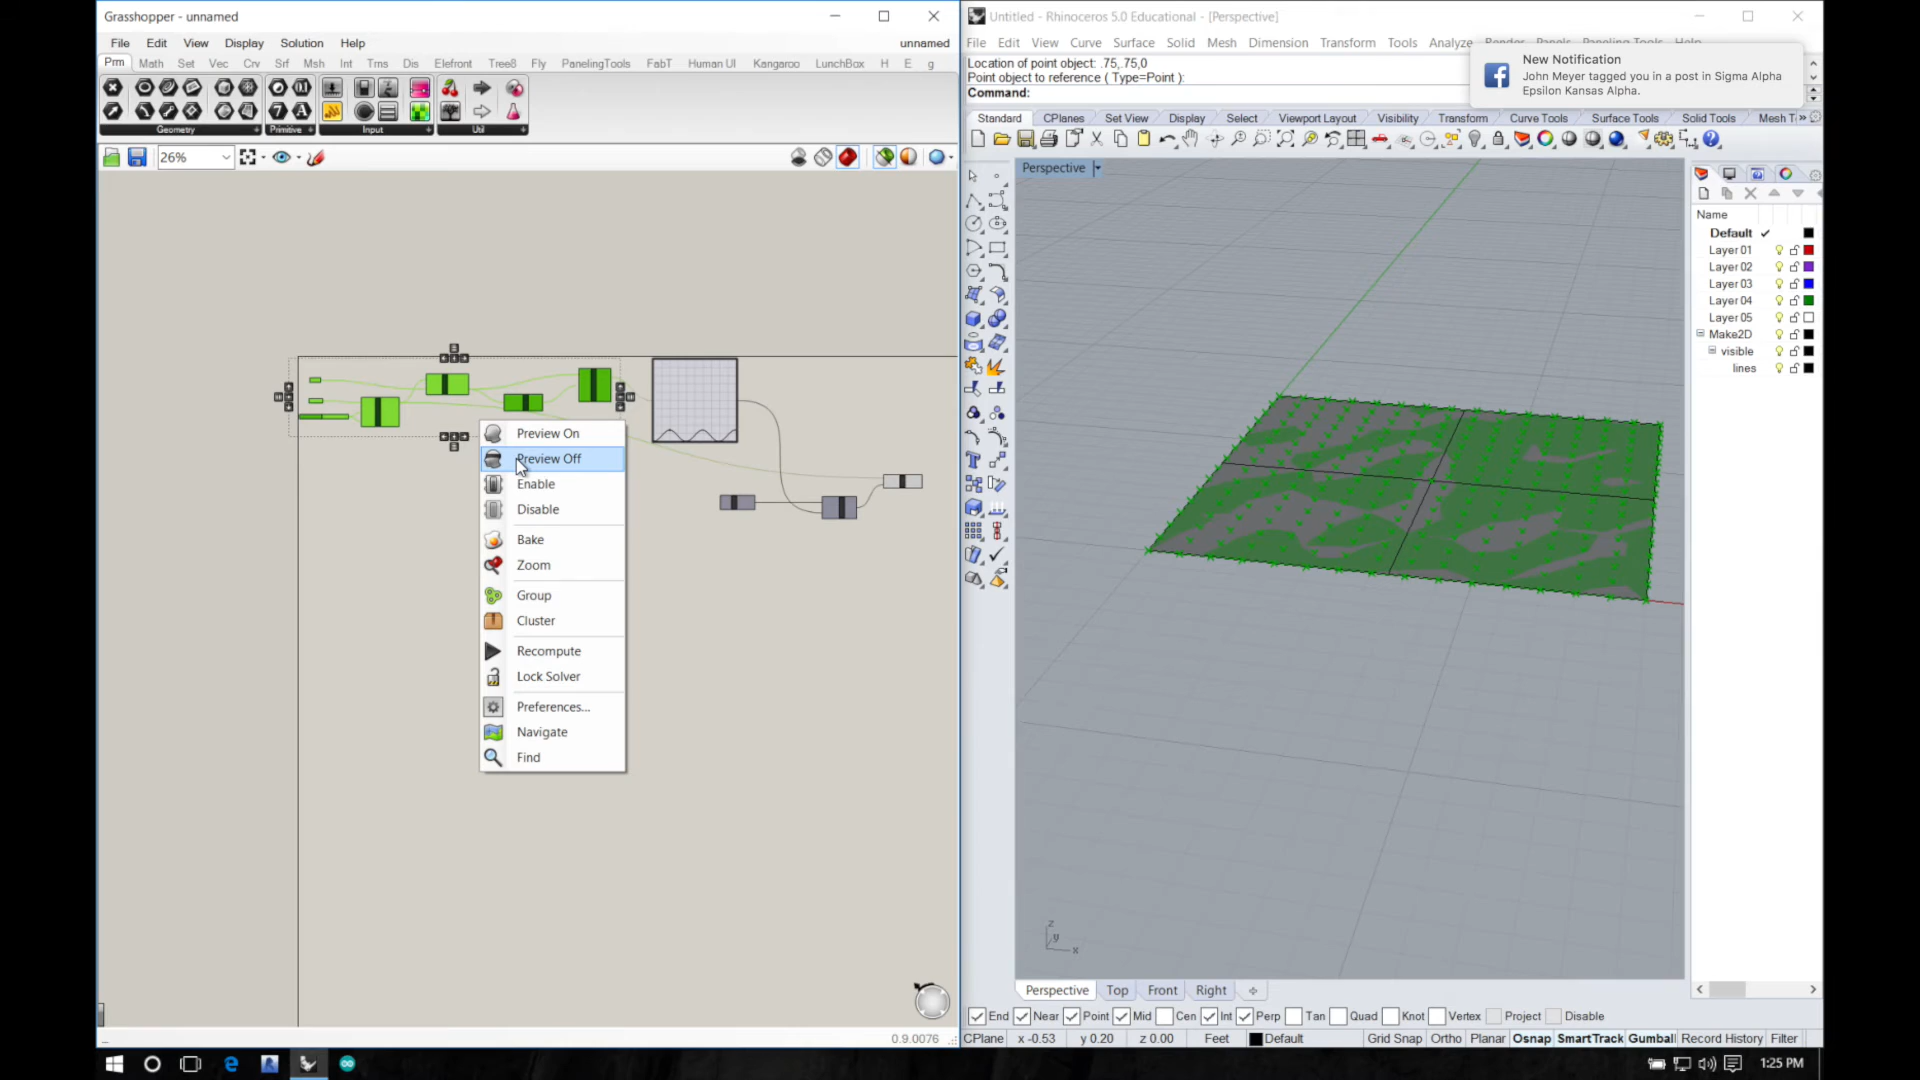 Grasshopper - unnamed
File Edit View Display Solution Help
unnamed
Prm Math Set Vec Crv Srf Msh Int Trns Dis Elefront Tree8 Fly PanelingTools FabT Human UI Kangaroo LunchBox H E g
Geometry Primitive Input Util
26%
Preview On
Preview Off
Enable
Disable
Bake
Zoom
Group
Cluster
Recompute
Lock Solver
Preferences...
Navigate
Find
0.9.0076
Untitled - Rhinoceros 5.0 Educational - [Perspective]
File Edit View Curve Surface Solid Mesh Dimension Transform Tools Analyze Render Panels Paneling Tools Help
Location of point object: .75,.75,0
Point object to reference ( Type=Point ):
Command:
New Notification
John Meyer tagged you in a post in Sigma Alpha
Epsilon Kansas Alpha.
Standard CPlanes Set View Display Select Viewport Layout Visibility Transform Curve Tools Surface Tools Solid Tools Mesh T
Perspective
Name
Default
Layer 01
Layer 02
Layer 03
Layer 04
Layer 05
Make2D
visible
lines
z
y
x
Perspective Top Front Right
End Near Point Mid Cen Int Perp Tan Quad Knot Vertex Project Disable
CPlane x -0.53 y 0.20 z 0.00 Feet Default Grid Snap Ortho Planar Osnap SmartTrack Gumball Record History Filter
1:25 PM